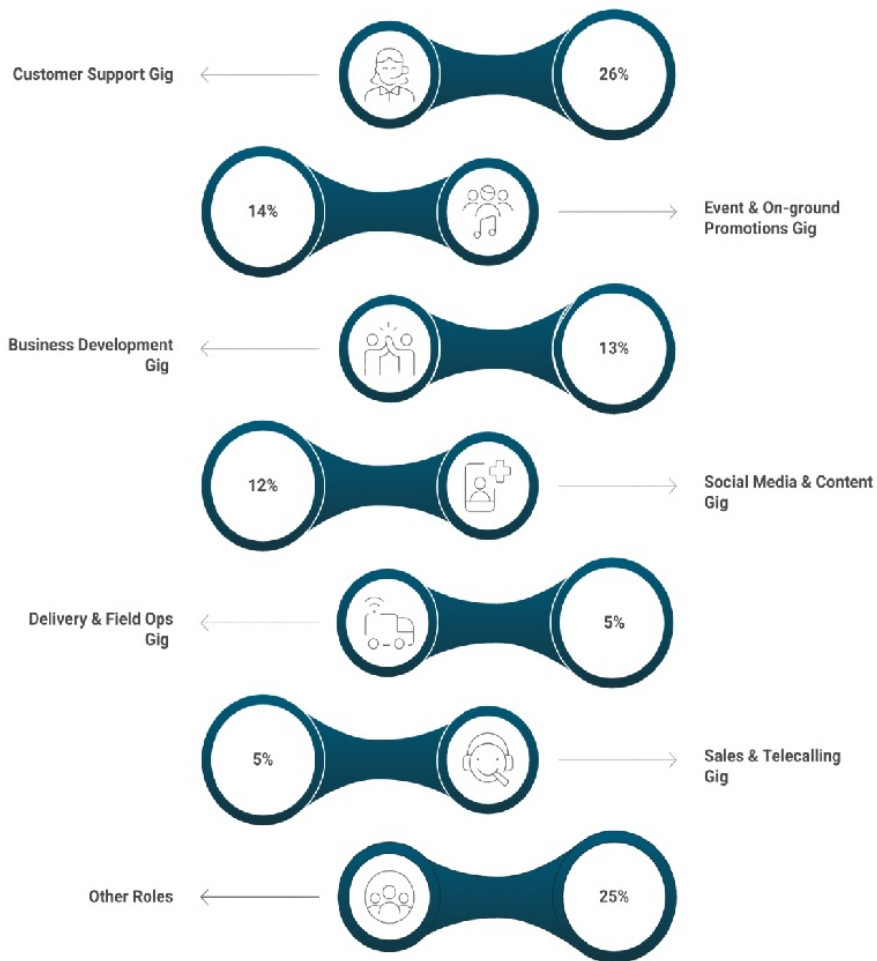 Customer Support Gig
26%
14%
Event & On-ground
Promotions Gig
Business Development
Gig
13%
12%
Social Media & Content
Gig
Delivery & Field Ops
Gig
5%
5%
Sales & Telecalling
Gig
Other Roles
25%